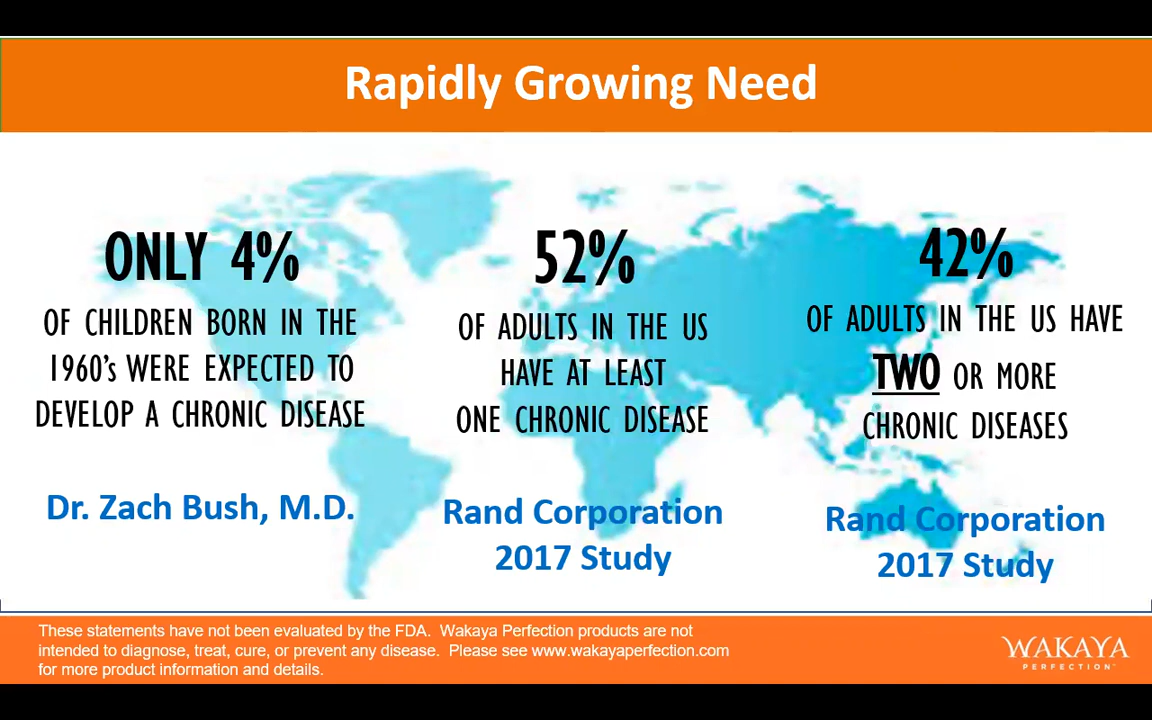 Rapidly Growing Need
ONLY 4%
OF CHILDREN BORN IN THE
1960's WERE EXPECTED TO
DEVELOP A CHRONIC DISEASE
Dr. Zach Bush, M.D.
52%
OF ADULTS IN THE US
HAVE AT LEAST
ONE CHRONIC DISEASE
Rand Corporation
2017 Study
42%
OF ADULTS IN THE US HAVE
TWO OR MORE
CHRONIC DISEASES
Rand Corporation
2017 Study
These statements have not been evaluated by the FDA.  Wakaya Perfection products are not
intended to diagnose, treat, cure, or prevent any disease.  Please see www.wakayaperfection.com
for more product information and details.
WAKAYA
PERFECTION